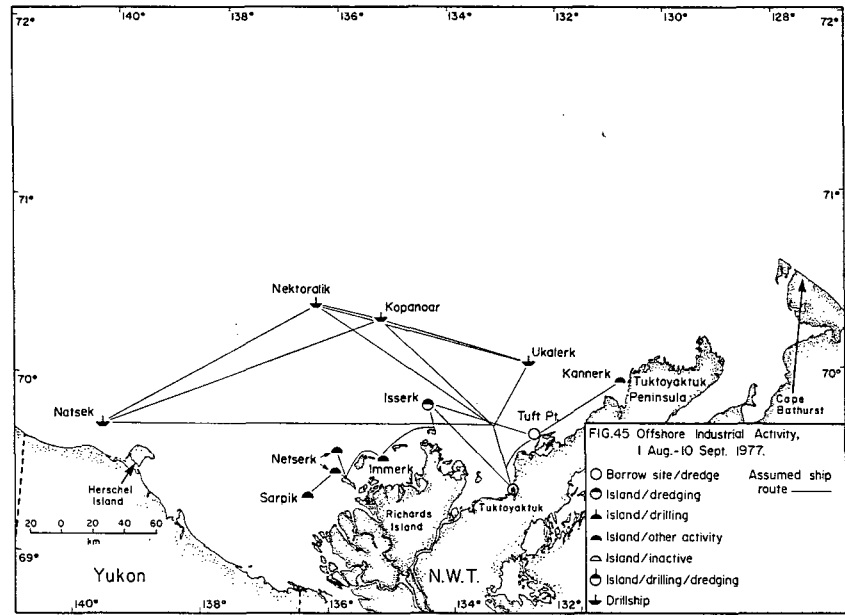 72°
140°
138°
136°
134°
132°
130°
128°
72°
71°
71°
Nektoralik
Kopanoar
Ukalerk
Kannerk
70°
70°
Tuktoyaktuk
Peninsula
Isserk
Cape
Bathurst
Natsek
Tuft Pt.
FIG.45 Offshore Industrial Activity,
1 Aug.-10 Sept. 1977.
Netserk
Immerk
Herschel
Island
Sarpik
Richards
Island
Tuktoyaktuk
Borrow site/dredge
Assumed ship
route
Island/dredging
Island/drilling
Island/other activity
Island/inactive
Island/drilling/dredging
Drillship
20 0 20 40 60
km
69°
69°
Yukon
N.W.T.
140°
138°
136°
134°
132°